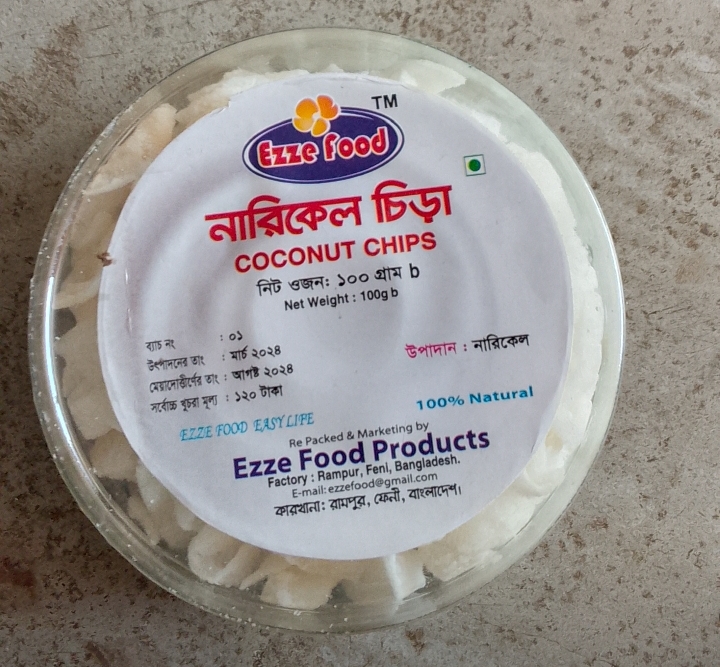 TM
Ezze Food
নারিকেল চিড়া
COCONUT CHIPS
নিট ওজন: ১০০ গ্রাম b
Net Weight : 100g b
ব্যাচ নং : ০১
উৎপাদনের তাং : মার্চ ২০২৪
মেয়াদোত্তীর্ণের তাং : আগষ্ট ২০২৪
সর্বোচ্চ খুচরা মূল্য : ১২০ টাকা
উপাদান : নারিকেল
100% Natural
EZZE FOOD EASY LIFE
Re Packed & Marketing by
Ezze Food Products
Factory : Rampur, Feni, Bangladesh.
E-mail: ezzefood@gmail.com
কারখানা: রামপুর, ফেনী, বাংলাদেশ।